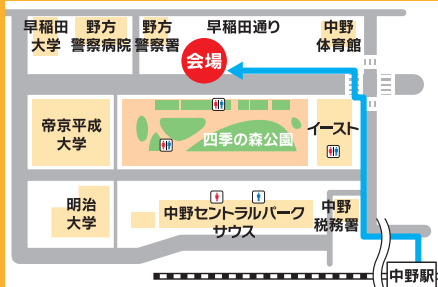 早稲田
大学
野方
警察病院
野方
警察署
早稲田通り
中野
体育館
会場
帝京平成
大学
四季の森公園
イースト
明治
大学
中野セントラルパーク
サウス
中野
税務署
中野駅